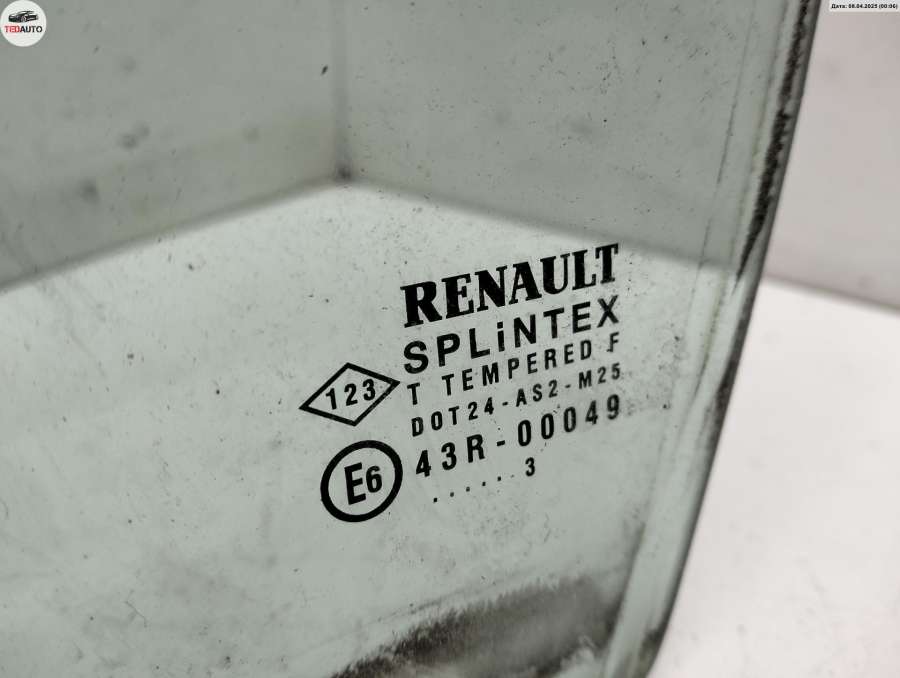 TEDAUTO
Дата: 08.04.2025 (00:06)
RENAULT
SPLiNTEX
123
T TEMPERED F
DOT24-AS2-M25
E6
43R-00049
......3